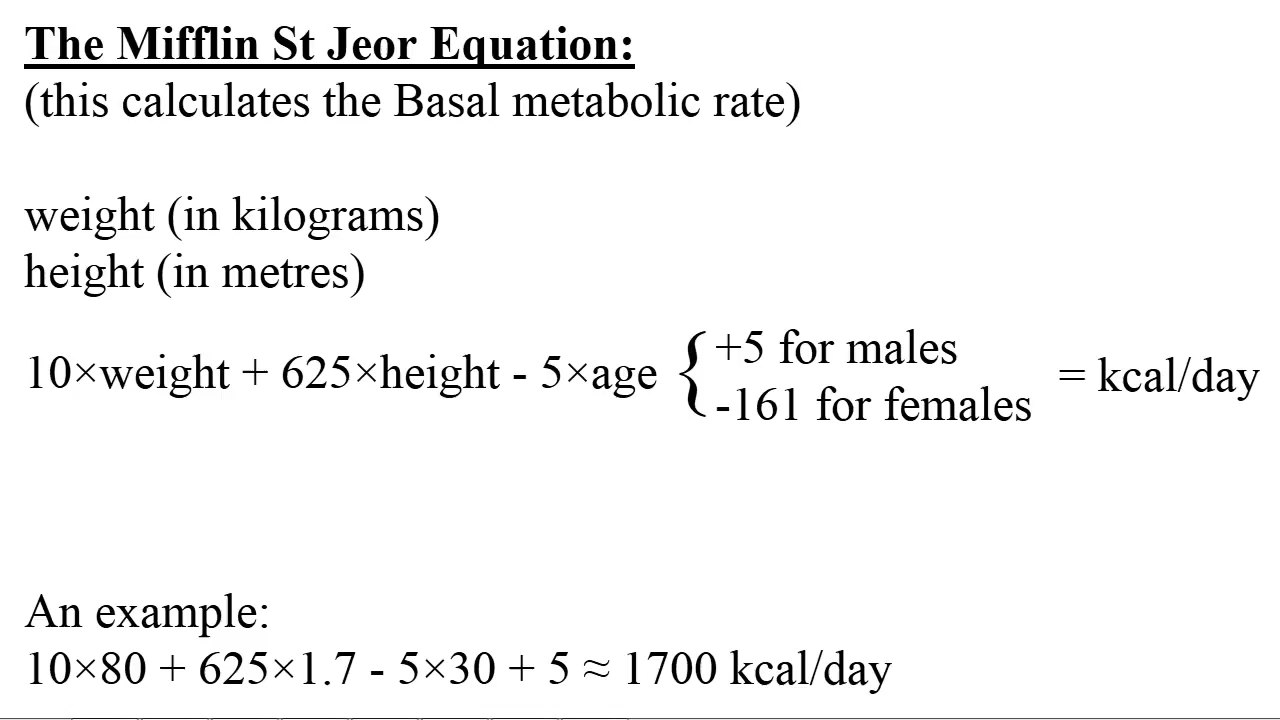 The Mifflin St Jeor Equation:
(this calculates the Basal metabolic rate)
weight (in kilograms)
height (in metres)
10×weight + 625×height - 5×age { +5 for males
-161 for females = kcal/day
An example:
10×80 + 625×1.7 - 5×30 + 5 ≈ 1700 kcal/day